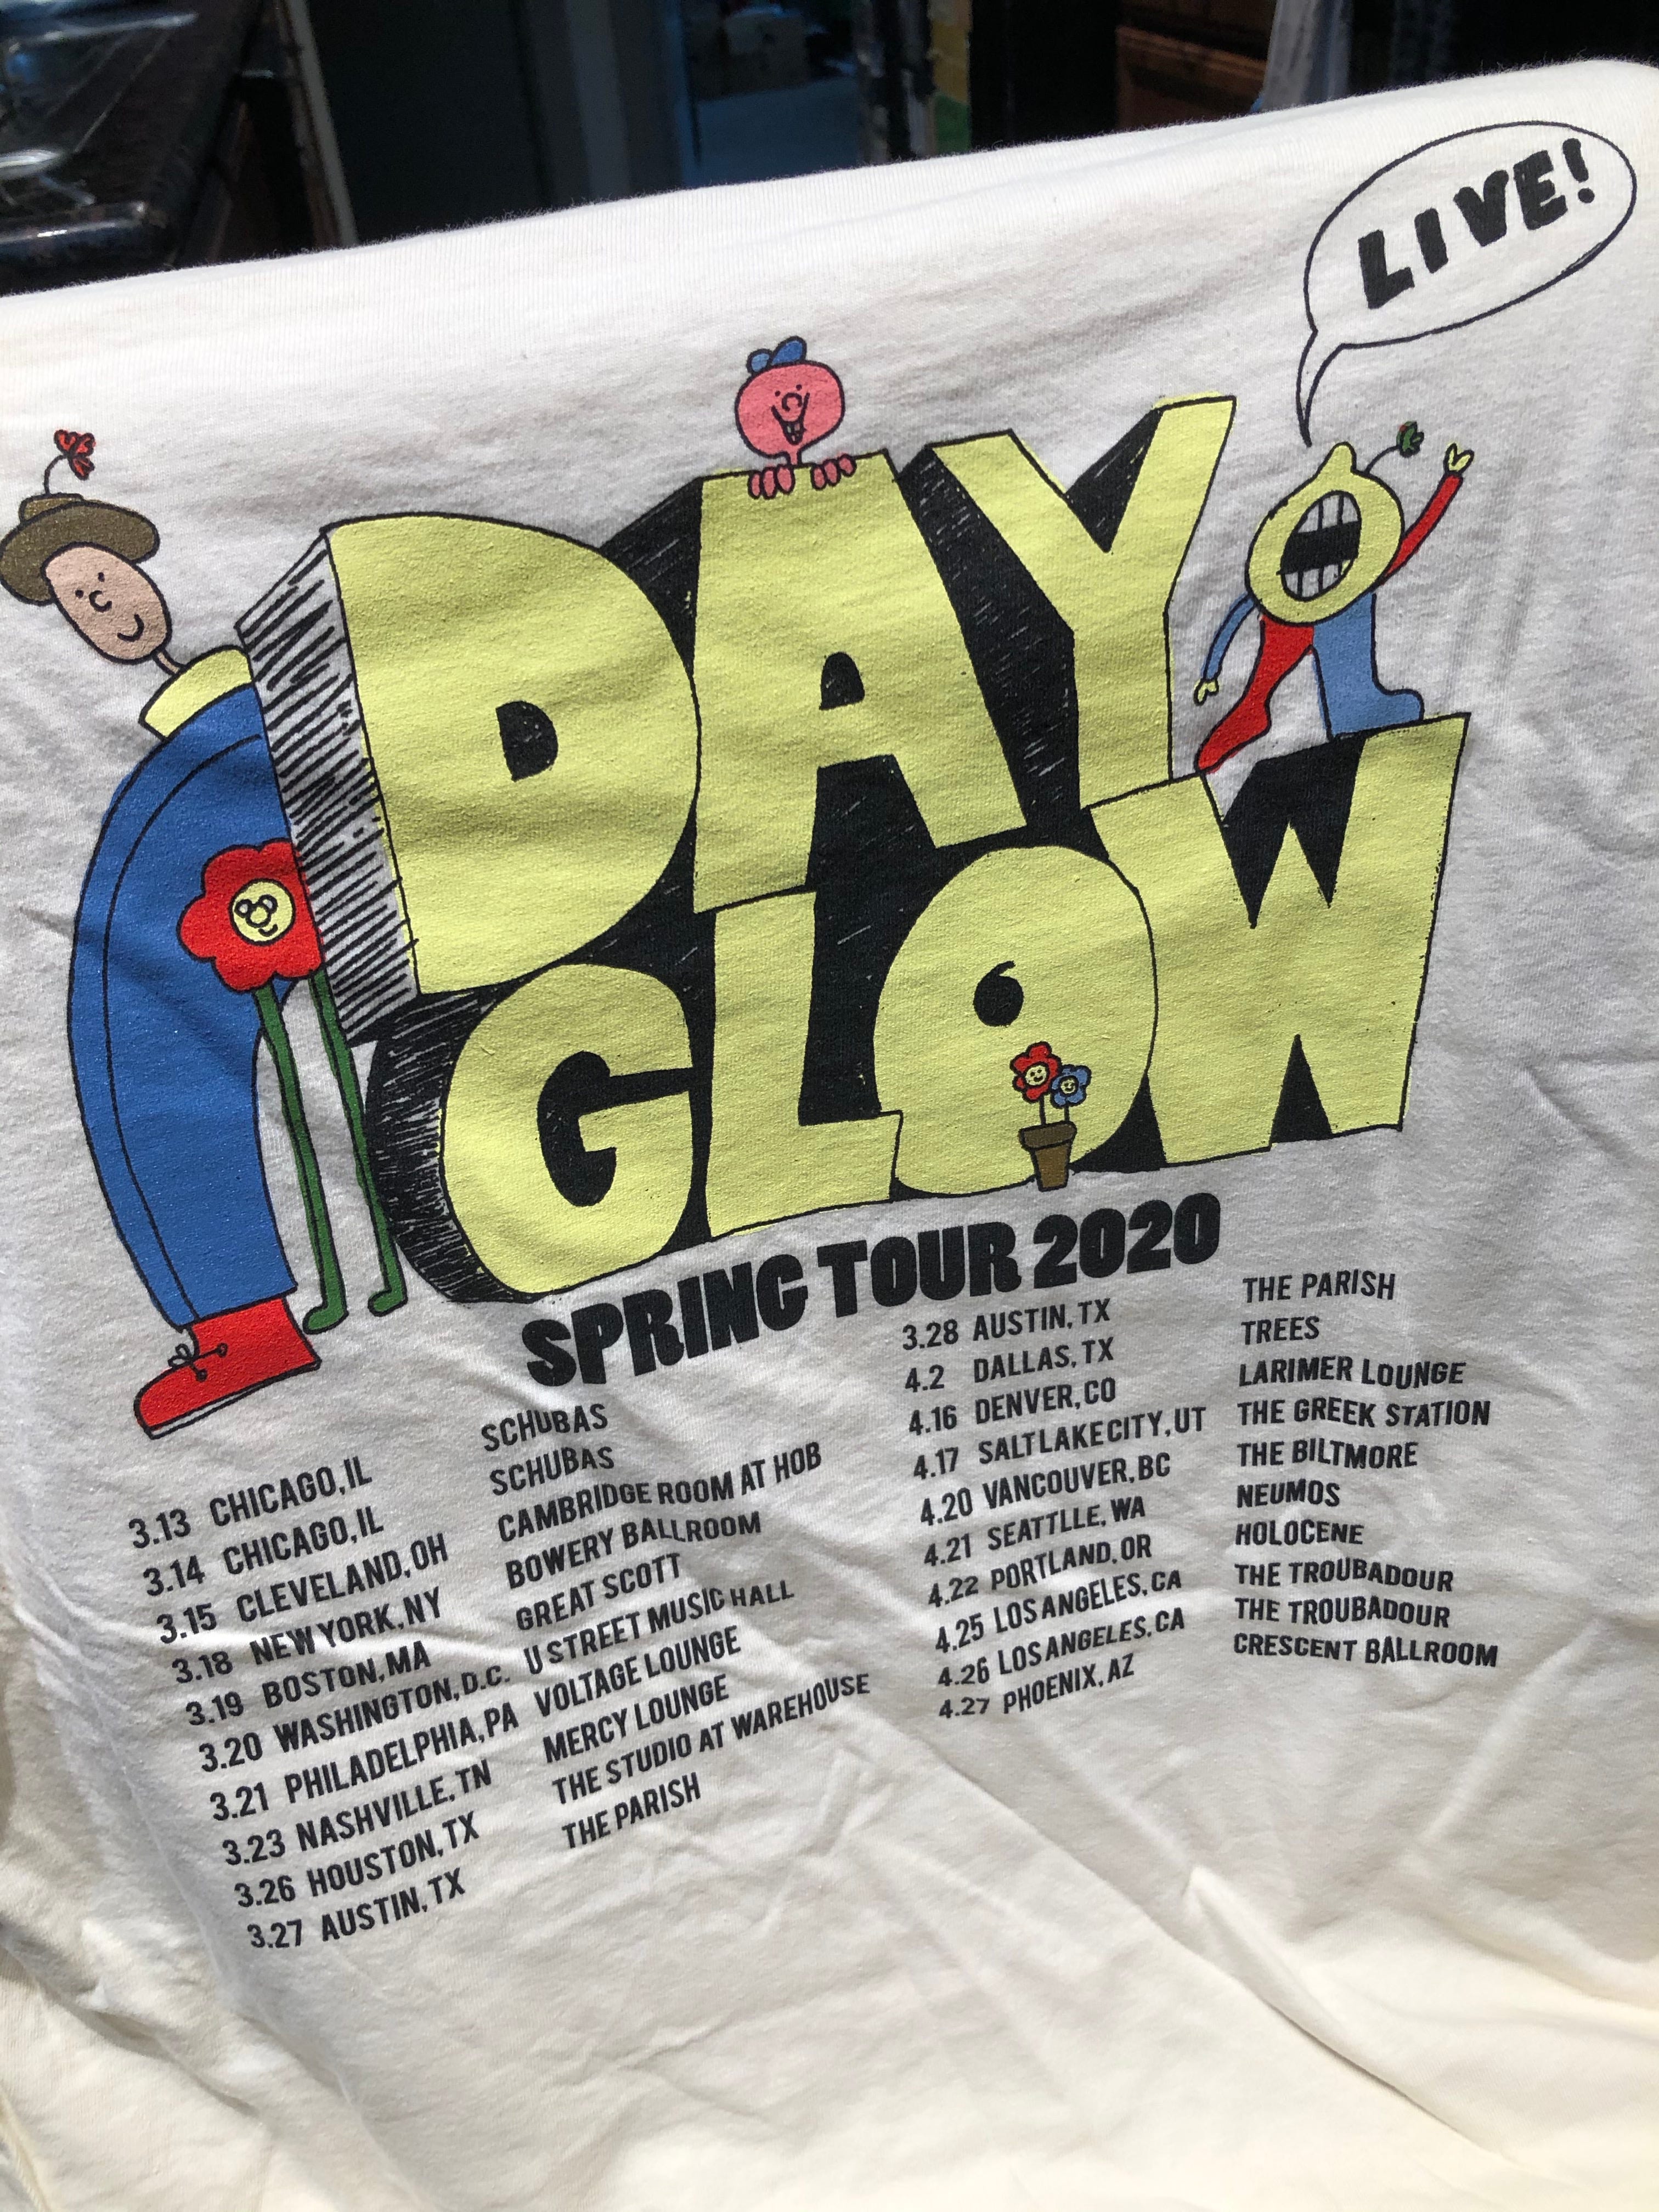 LIVE!
DAY
GLOW
SPRING TOUR 2020
3.13 CHICAGO, IL SCHUBAS
3.14 CHICAGO, IL SCHUBAS
3.15 CLEVELAND, OH CAMBRIDGE ROOM AT HOB
3.18 NEW YORK, NY BOWERY BALLROOM
3.19 BOSTON, MA GREAT SCOTT
3.20 WASHINGTON, D.C. U STREET MUSIC HALL
3.21 PHILADELPHIA, PA VOLTAGE LOUNGE
3.23 NASHVILLE, TN MERCY LOUNGE
3.26 HOUSTON, TX THE STUDIO AT WAREHOUSE
3.27 AUSTIN, TX THE PARISH
3.28 AUSTIN, TX THE PARISH
4.2 DALLAS, TX TREES
4.16 DENVER, CO LARIMER LOUNGE
4.17 SALT LAKE CITY, UT THE GREEK STATION
4.20 VANCOUVER, BC THE BILTMORE
4.21 SEATTLLE, WA NEUMOS
4.22 PORTLAND, OR HOLOCENE
4.25 LOS ANGELES, CA THE TROUBADOUR
4.26 LOS ANGELES, CA THE TROUBADOUR
4.27 PHOENIX, AZ CRESCENT BALLROOM